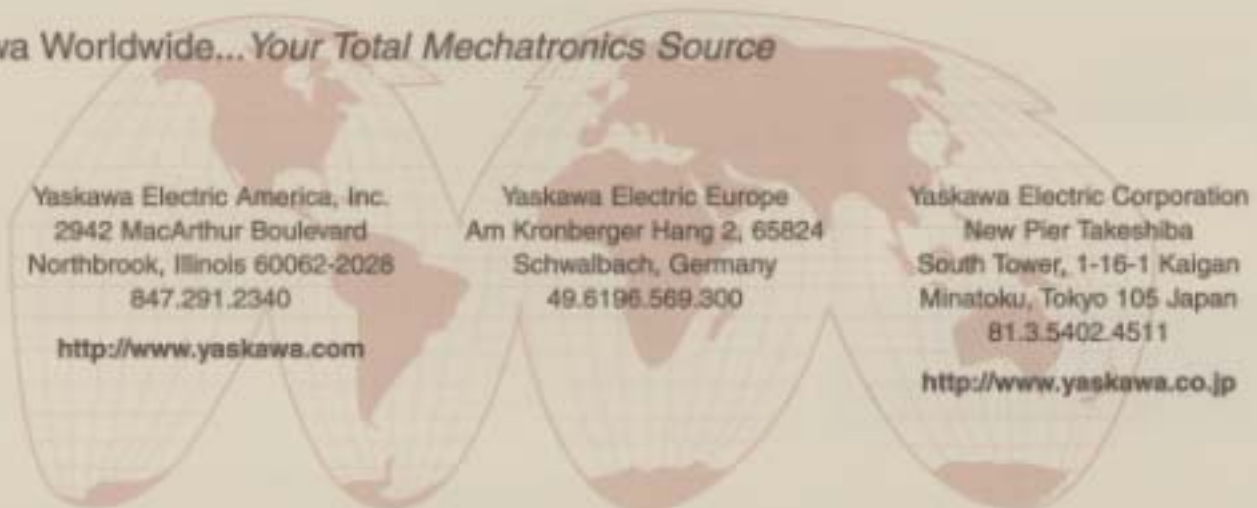 wa Worldwide...Your Total Mechatronics Source
Yaskawa Electric America, Inc.
2942 MacArthur Boulevard
Northbrook, Illinois 60062-2028
847.291.2340
http://www.yaskawa.com
Yaskawa Electric Europe
Am Kronberger Hang 2, 65824
Schwalbach, Germany
49.6196.569.300
Yaskawa Electric Corporation
New Pier Takeshiba
South Tower, 1-16-1 Kaigan
Minatoku, Tokyo 105 Japan
81.3.5402.4511
http://www.yaskawa.co.jp